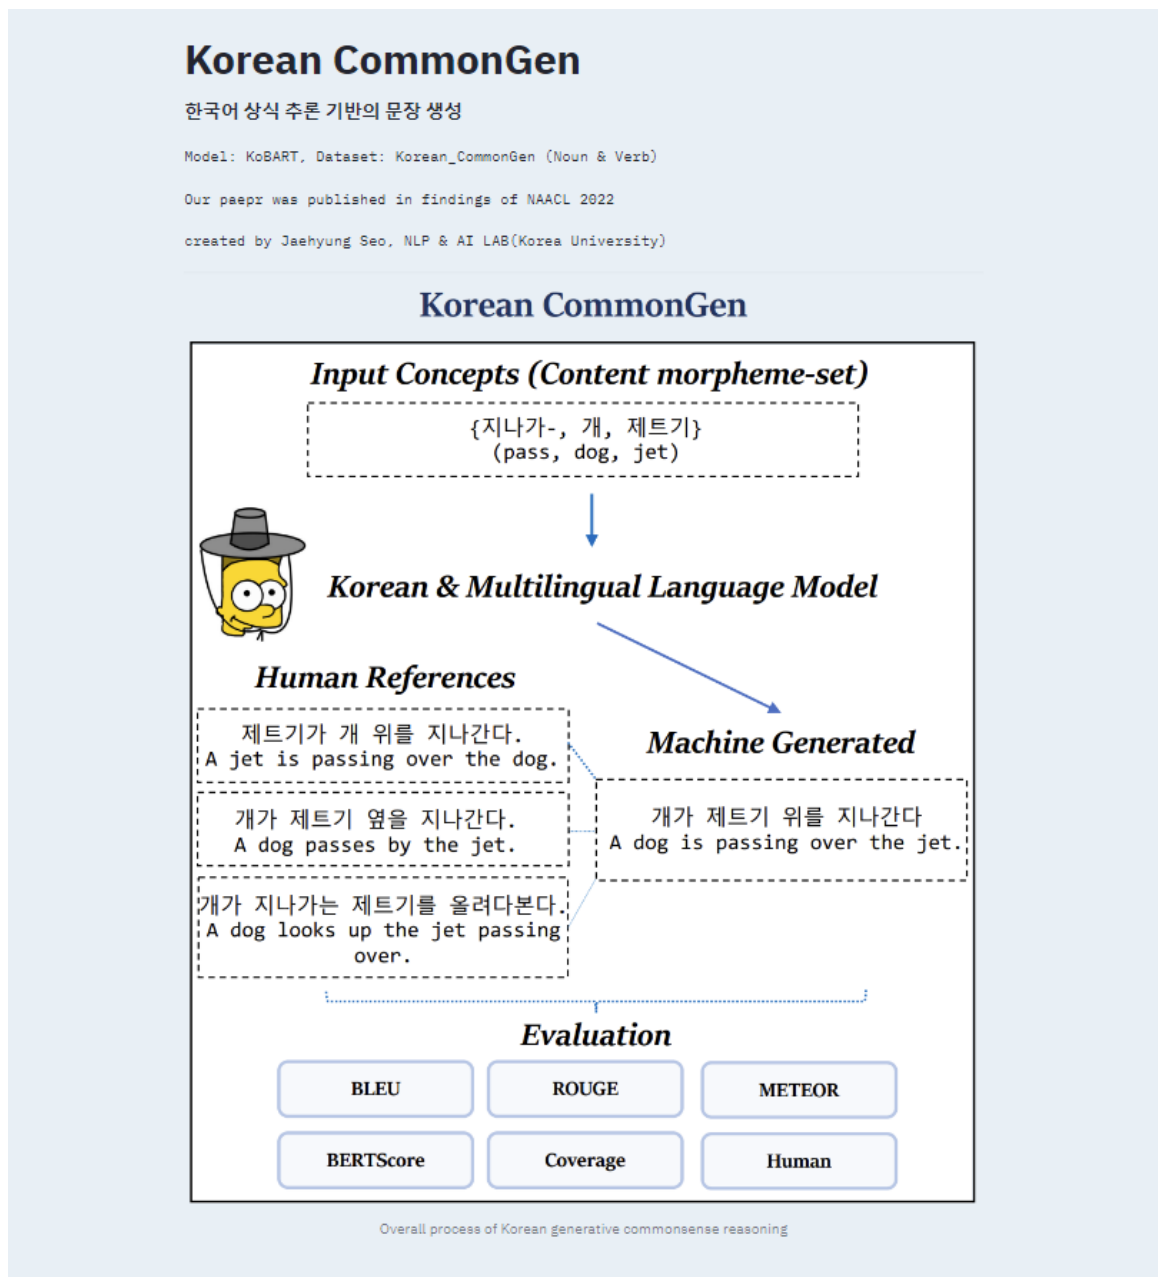 Korean CommonGen
한국어 상식 추론 기반의 문장 생성
Model: KoBART, Dataset: Korean_CommonGen (Noun & Verb)
Our paepr was published in findings of NAACL 2022
created by Jaehyung Seo, NLP & AI LAB(Korea University)
Korean CommonGen
Input Concepts (Content morpheme-set)
{지나가-, 개, 제트기}
(pass, dog, jet)
Korean & Multilingual Language Model
Human References
제트기가 개 위를 지나간다.
A jet is passing over the dog.
개가 제트기 옆을 지나간다.
A dog passes by the jet.
개가 지나가는 제트기를 올려다본다.
A dog looks up the jet passing
over.
Machine Generated
개가 제트기 위를 지나간다
A dog is passing over the jet.
Evaluation
BLEU
ROUGE
METEOR
BERTScore
Coverage
Human
Overall process of Korean generative commonsense reasoning